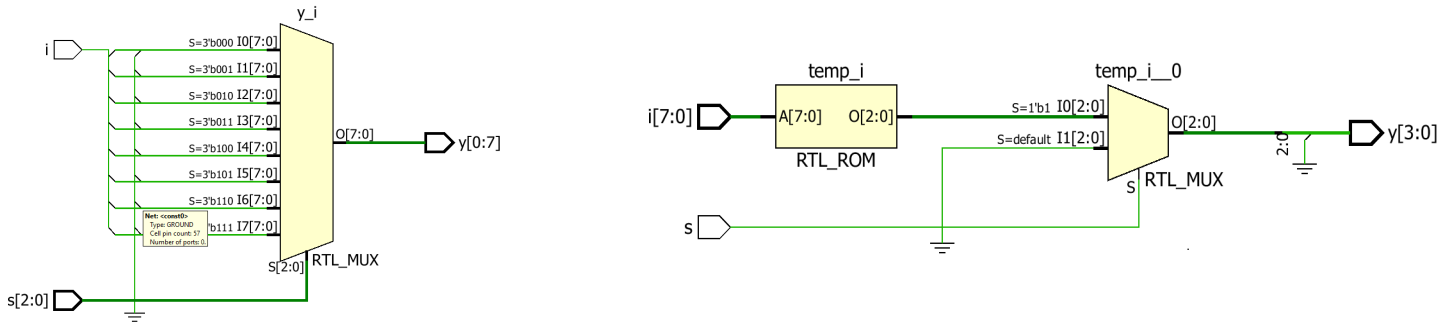 y_i
i
S=3'b000 I0[7:0]
S=3'b001 I1[7:0]
S=3'b010 I2[7:0]
S=3'b011 I3[7:0]
S=3'b100 I4[7:0]
S=3'b101 I5[7:0]
S=3'b110 I6[7:0]
'b111 I7[7:0]
Net: <const0>
Type: GROUND
Cell pin count: 57
Number of ports: 0.
O[7:0]
y[0:7]
S[2:0]
RTL_MUX
s[2:0]
temp_i
i[7:0]
A[7:0] O[2:0]
RTL_ROM
temp_i__0
S=1'b1 I0[2:0]
S=default I1[2:0]
O[2:0]
2:0
y[3:0]
S
RTL_MUX
s